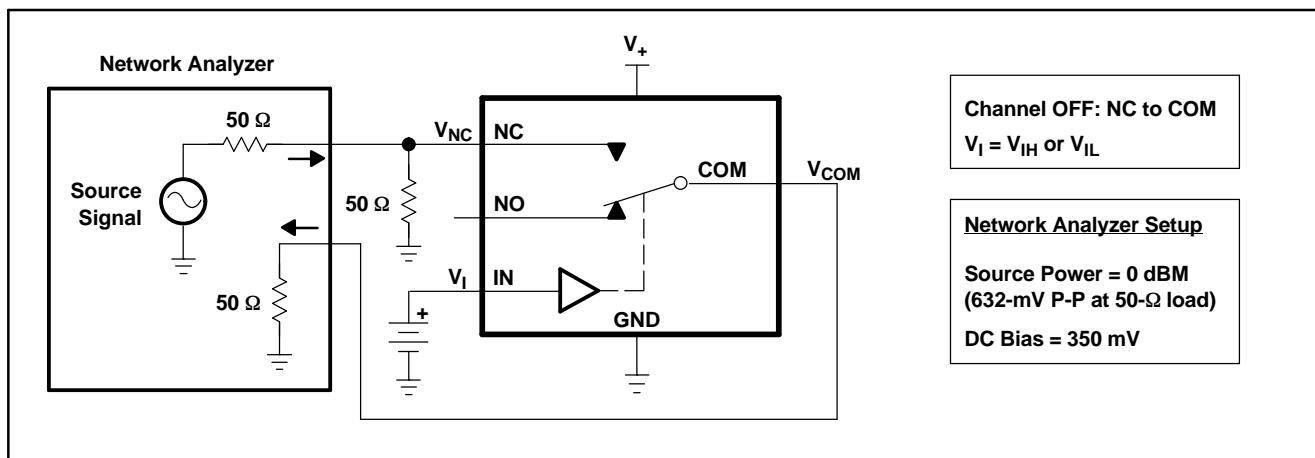 Network Analyzer
50 Ω
Source
Signal
50 Ω
50 Ω
V+
VNC NC
NO
COM
VCOM
VI IN
+
GND
Channel OFF: NC to COM
VI = VIH or VIL
Network Analyzer Setup
Source Power = 0 dBM
(632-mV P-P at 50-Ω load)
DC Bias = 350 mV